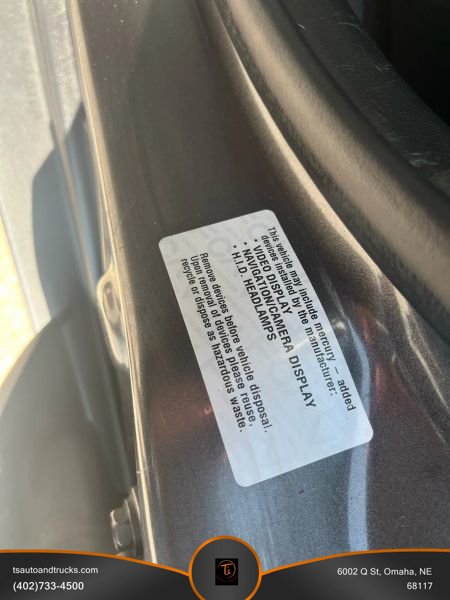 This vehicle may include mercury – added
devices installed by the manufacturer:
• VIDEO DISPLAY
• NAVIGATION/CAMERA DISPLAY
• H.I.D. HEADLAMPS
Remove devices before vehicle disposal.
Upon removal of devices please reuse,
recycle or dispose as hazardous waste.
tsautoandtrucks.com
(402)733-4500
Ts
6002 Q St, Omaha, NE
68117